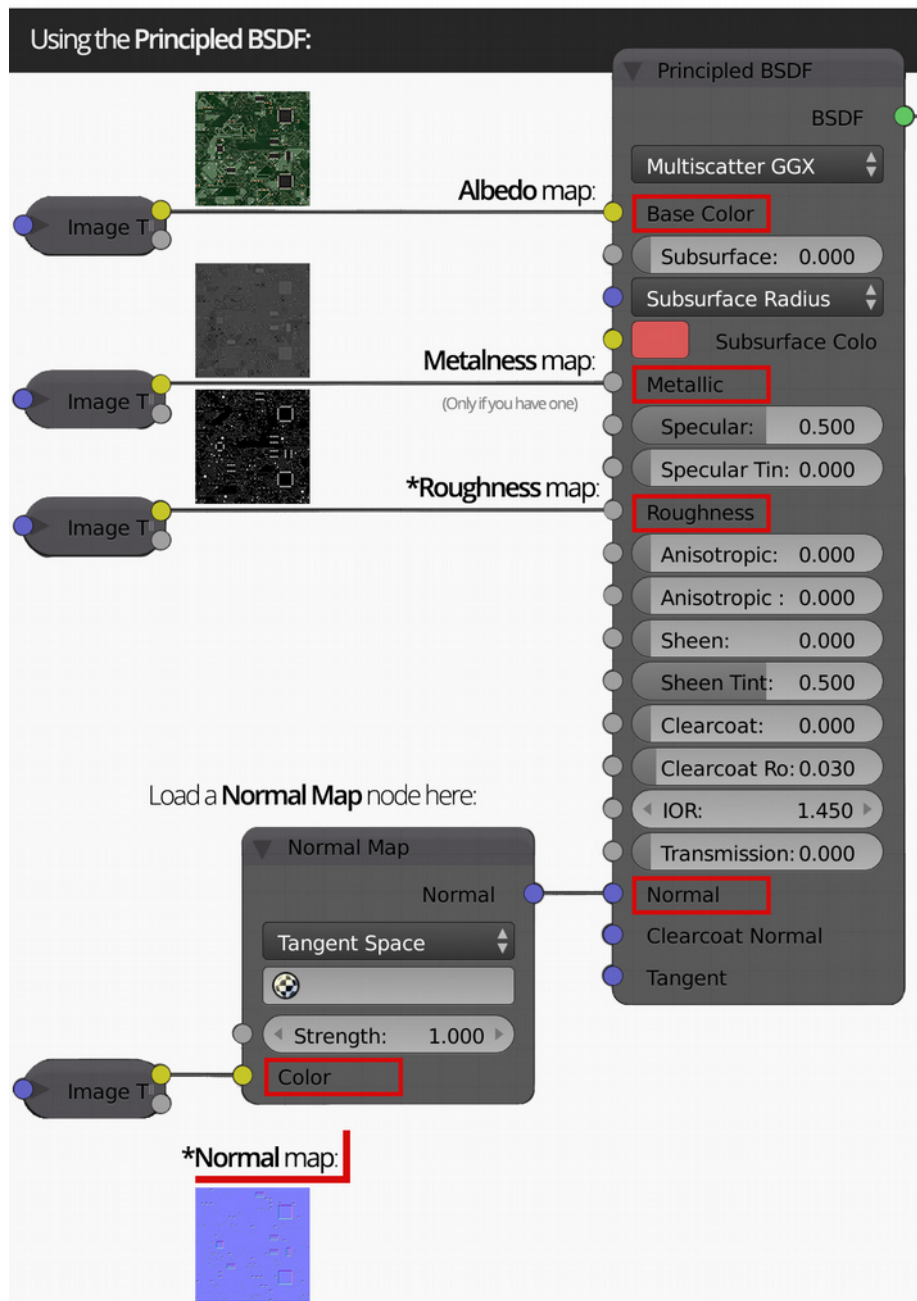 Using the Principled BSDF:
Principled BSDF
BSDF
Multiscatter GGX
Albedo map:
Image T
Base Color
Subsurface: 0.000
Subsurface Radius
Subsurface Colo
Metalness map:
(Only if you have one)
Image T
Metallic
Specular: 0.500
Specular Tin: 0.000
*Roughness map:
Image T
Roughness
Anisotropic: 0.000
Anisotropic : 0.000
Sheen: 0.000
Sheen Tint: 0.500
Clearcoat: 0.000
Clearcoat Ro: 0.030
IOR: 1.450
Transmission: 0.000
Normal
Clearcoat Normal
Tangent
Load a Normal Map node here:
Normal Map
Normal
Tangent Space
Strength: 1.000
Color
Image T
*Normal map: